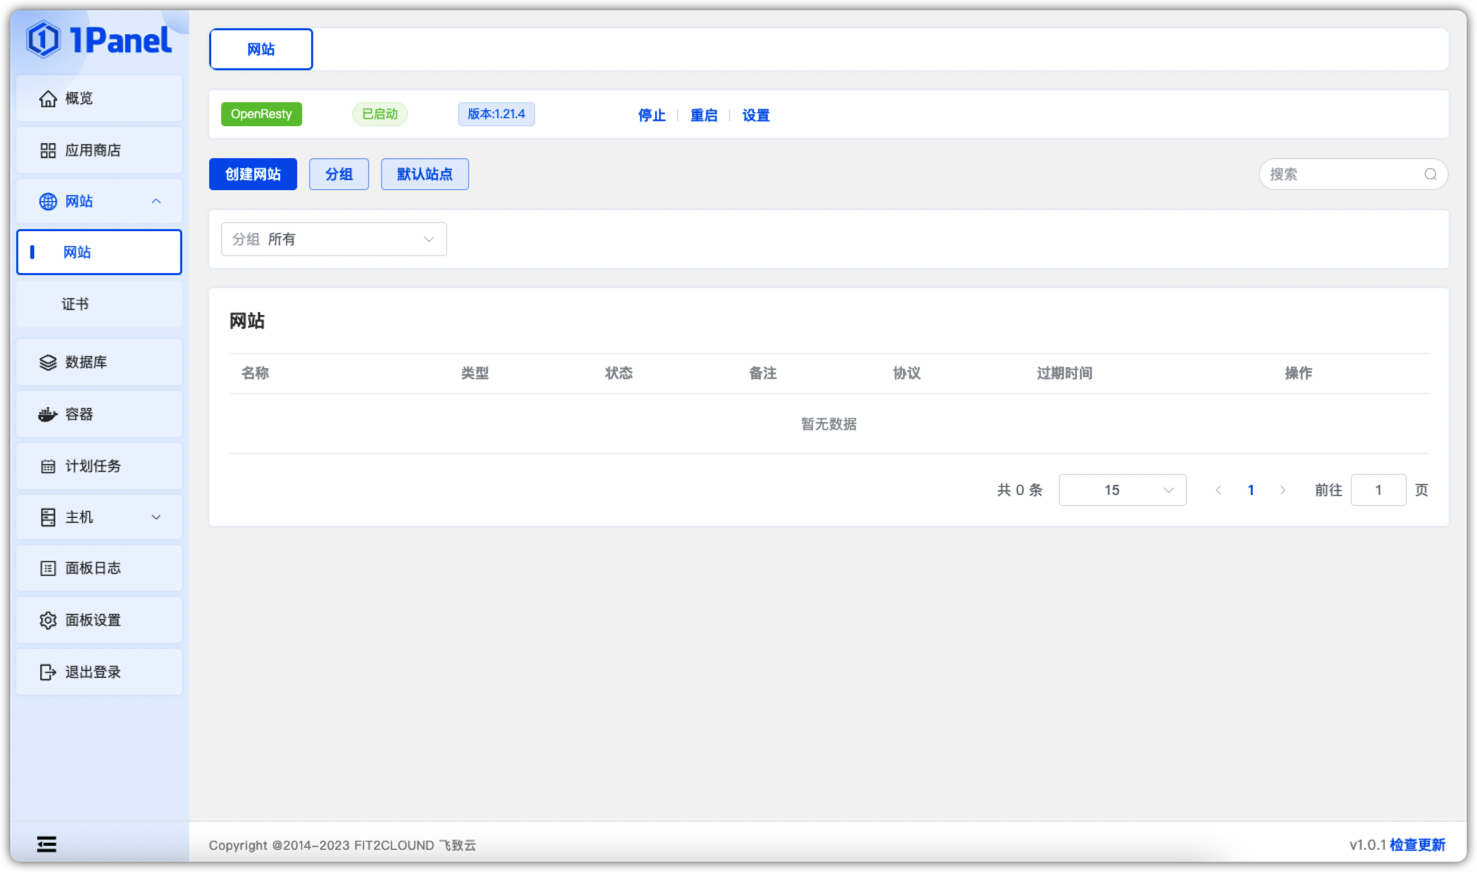 1Panel
网站
概览
OpenResty 已启动 版本:1.21.4 停止 重启 设置
应用商店
创建网站 分组 默认站点 搜索
网站
分组 所有
网站
证书
网站
数据库
名称 类型 状态 备注 协议 过期时间 操作
容器
暂无数据
计划任务
共 0 条 15 1 前往 1 页
主机
面板日志
面板设置
退出登录
Copyright @2014-2023 FIT2CLOUND 飞致云 v1.0.1 检查更新